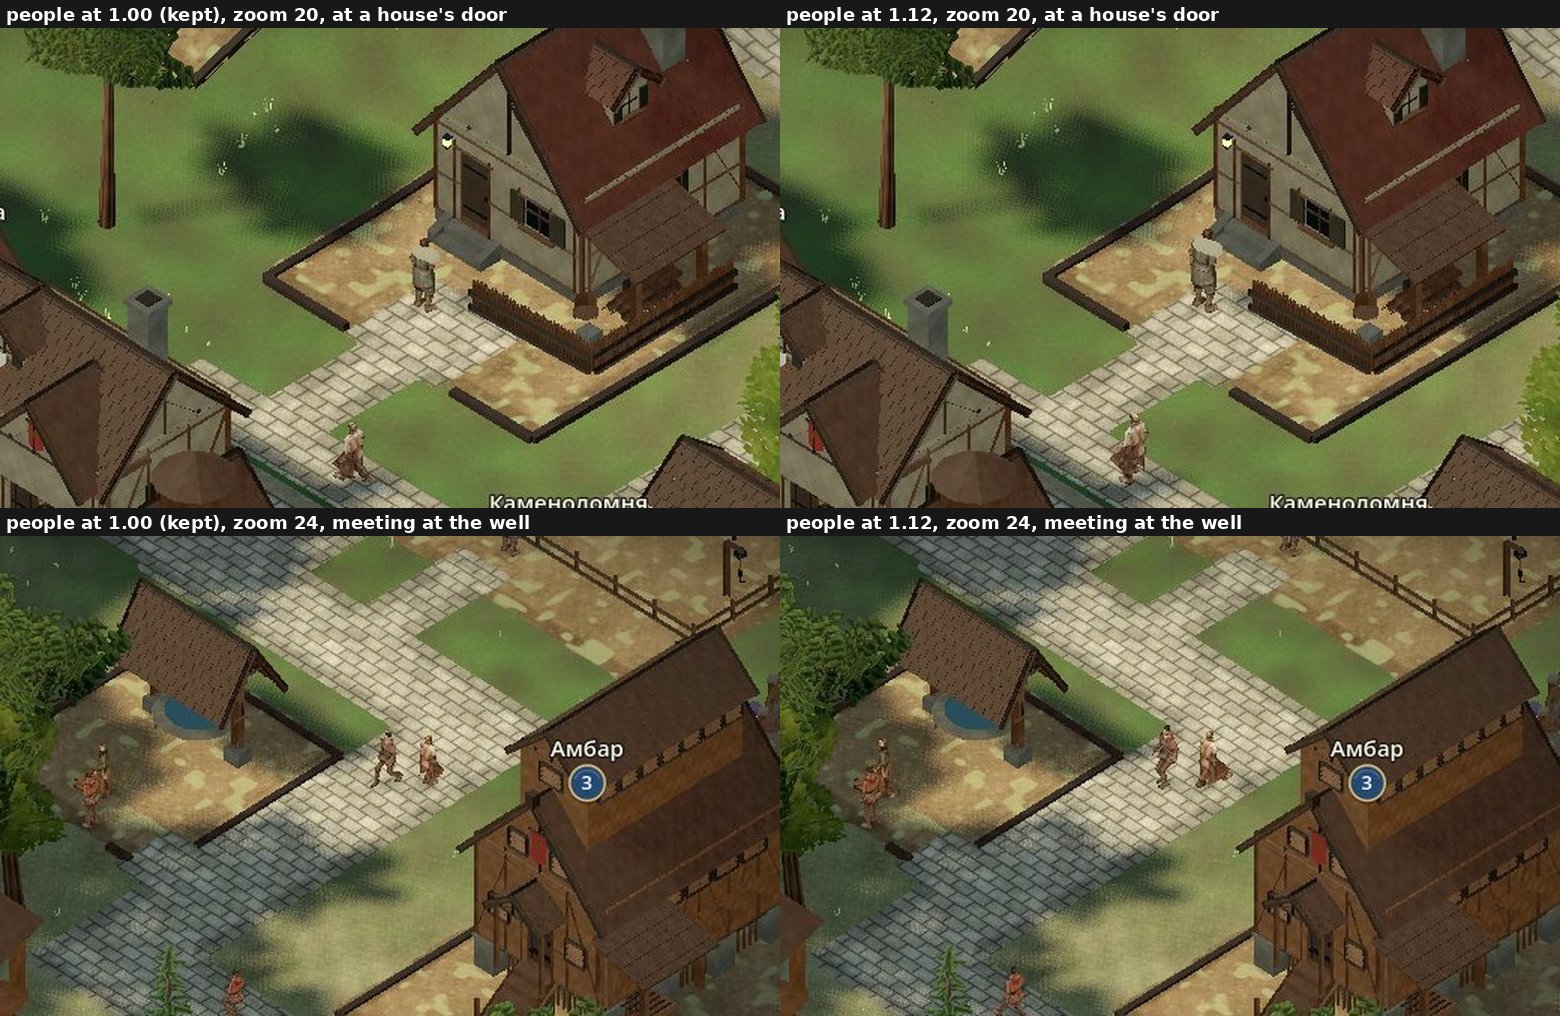 people at 1.00 (kept), zoom 20, at a house's door
people at 1.12, zoom 20, at a house's door
а
а
Каменоломня
Каменоломня
people at 1.00 (kept), zoom 24, meeting at the well
people at 1.12, zoom 24, meeting at the well
Амбар
3
Амбар
3